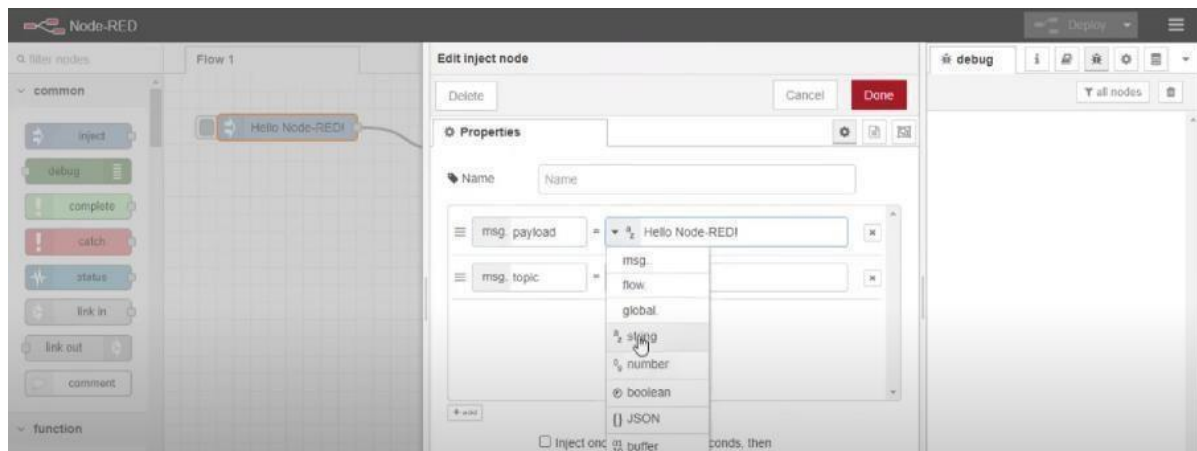 Node-RED
Deploy
filter nodes
Flow 1
Edit inject node
debug
i
common
Delete
Cancel
Done
all nodes
inject
Hello Node-RED!
Properties
debug
Name
Name
complete
catch
msg. payload
=
Hello Node-RED!
status
msg.
msg. topic
=
flow.
link in
global.
string
link out
number
comment
boolean
add
{} JSON
function
Inject onc
buffer
conds, then